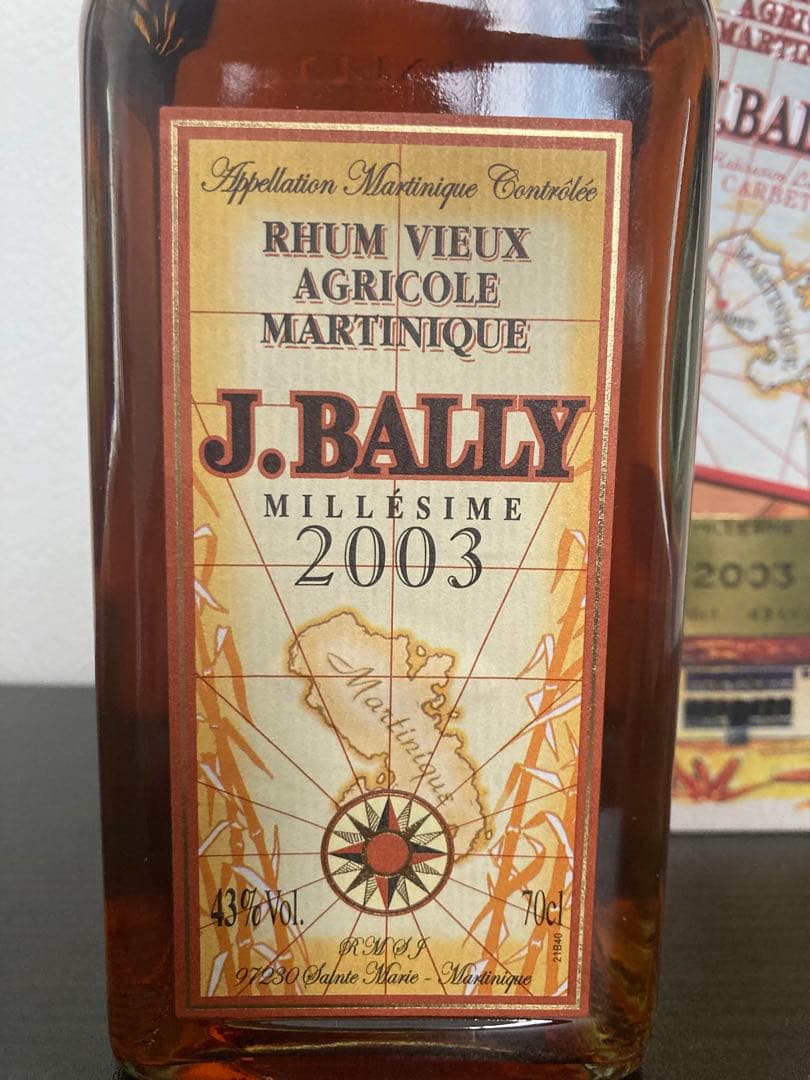 Appellation Martinique Contrôlée
RHUM VIEUX
AGRICOLE
MARTINIQUE
J.BALLY
MILLÉSIME
2003
Martinique
43%Vol.
70cl
21B40
RMSJ
97230 Sainte Marie - Martinique
MARTINIQUE
2003